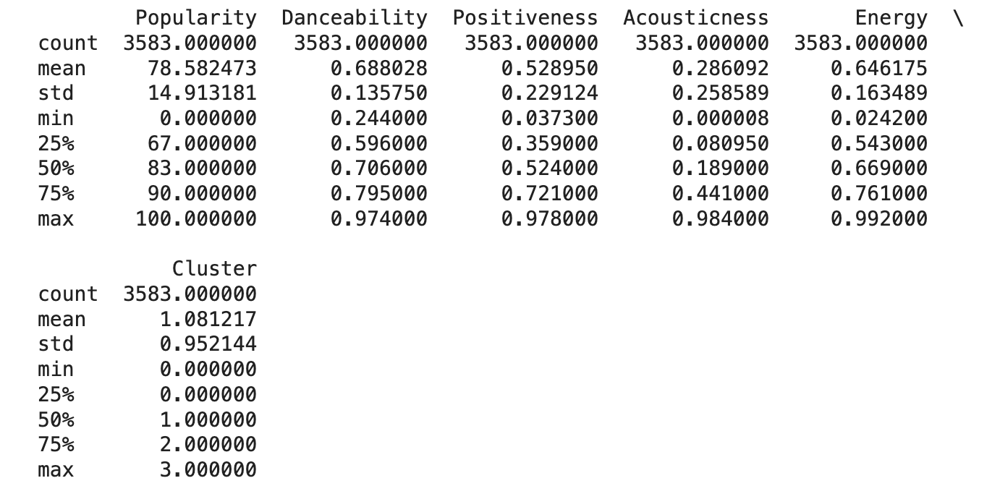 Popularity  Danceability  Positiveness  Acousticness       Energy  \
count  3583.000000   3583.000000   3583.000000   3583.000000  3583.000000
mean     78.582473      0.688028      0.528950      0.286092     0.646175
std      14.913181      0.135750      0.229124      0.258589     0.163489
min       0.000000      0.244000      0.037300      0.000008     0.024200
25%      67.000000      0.596000      0.359000      0.080950     0.543000
50%      83.000000      0.706000      0.524000      0.189000     0.669000
75%      90.000000      0.795000      0.721000      0.441000     0.761000
max     100.000000      0.974000      0.978000      0.984000     0.992000
           Cluster
count  3583.000000
mean      1.081217
std       0.952144
min       0.000000
25%       0.000000
50%       1.000000
75%       2.000000
max       3.000000